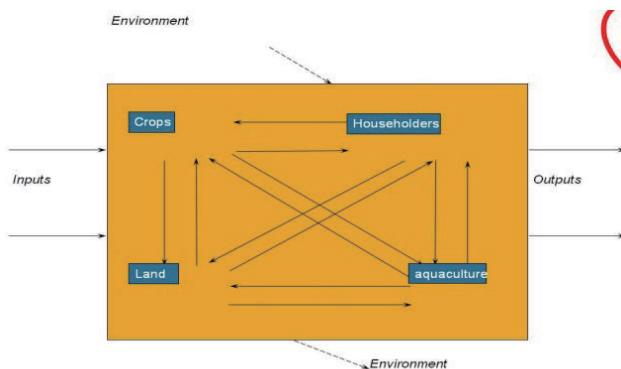 Environment
Crops
Householders
Inputs
Outputs
Land
aquaculture
Environment